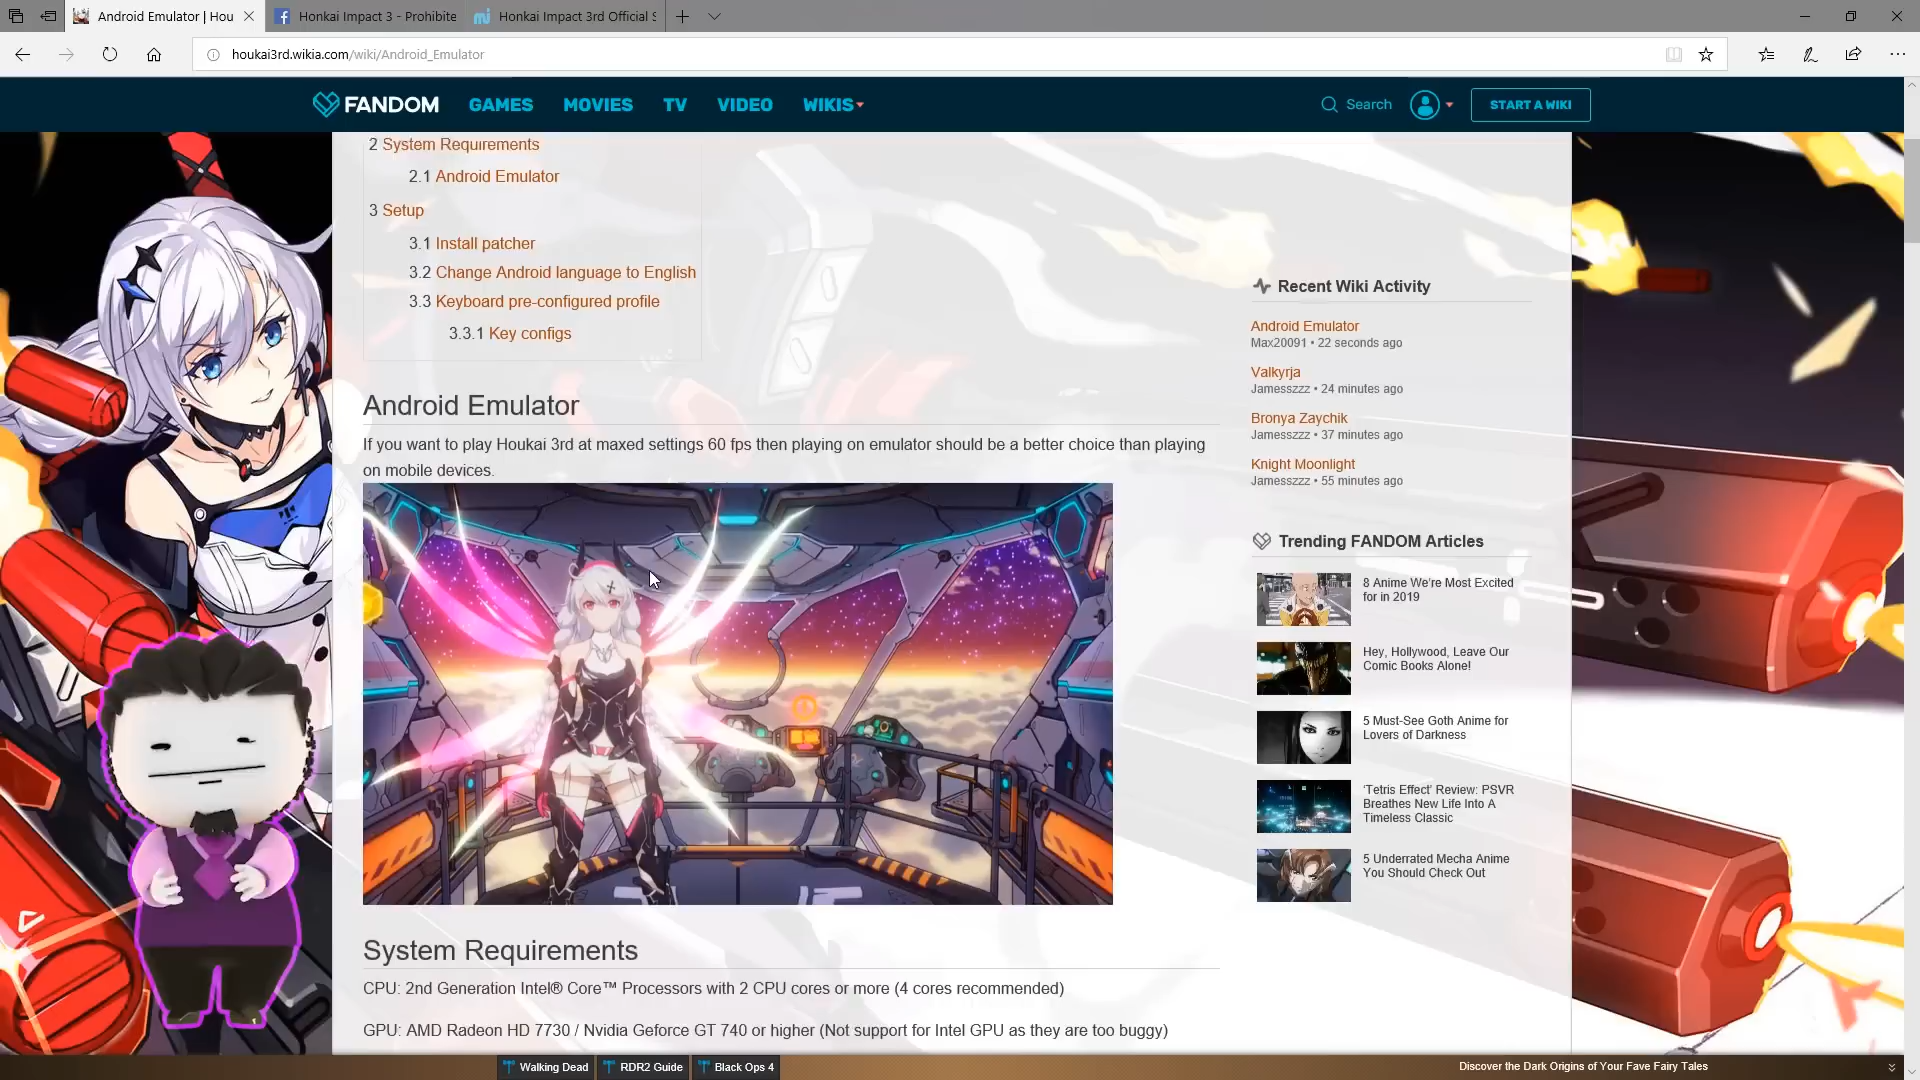 Android Emulator | Hou
Honkai Impact 3 - Prohibite
Honkai Impact 3rd Official S
houkai3rd.wikia.com/wiki/Android_Emulator
FANDOM GAMES MOVIES TV VIDEO WIKIS Search START A WIKI
2 System Requirements
2.1 Android Emulator
3 Setup
3.1 Install patcher
3.2 Change Android language to English
3.3 Keyboard pre-configured profile
3.3.1 Key configs
Android Emulator
If you want to play Houkai 3rd at maxed settings 60 fps then playing on emulator should be a better choice than playing
on mobile devices.
System Requirements
CPU: 2nd Generation Intel® Core™ Processors with 2 CPU cores or more (4 cores recommended)
GPU: AMD Radeon HD 7730 / Nvidia Geforce GT 740 or higher (Not support for Intel GPU as they are too buggy)
Recent Wiki Activity
Android Emulator
Max20091 • 22 seconds ago
Valkyrja
Jamesszzz • 24 minutes ago
Bronya Zaychik
Jamesszzz • 37 minutes ago
Knight Moonlight
Jamesszzz • 55 minutes ago
Trending FANDOM Articles
8 Anime We're Most Excited
for in 2019
Hey, Hollywood, Leave Our
Comic Books Alone!
5 Must-See Goth Anime for
Lovers of Darkness
'Tetris Effect' Review: PSVR
Breathes New Life Into A
Timeless Classic
5 Underrated Mecha Anime
You Should Check Out
Walking Dead
RDR2 Guide
Black Ops 4
Discover the Dark Origins of Your Fave Fairy Tales